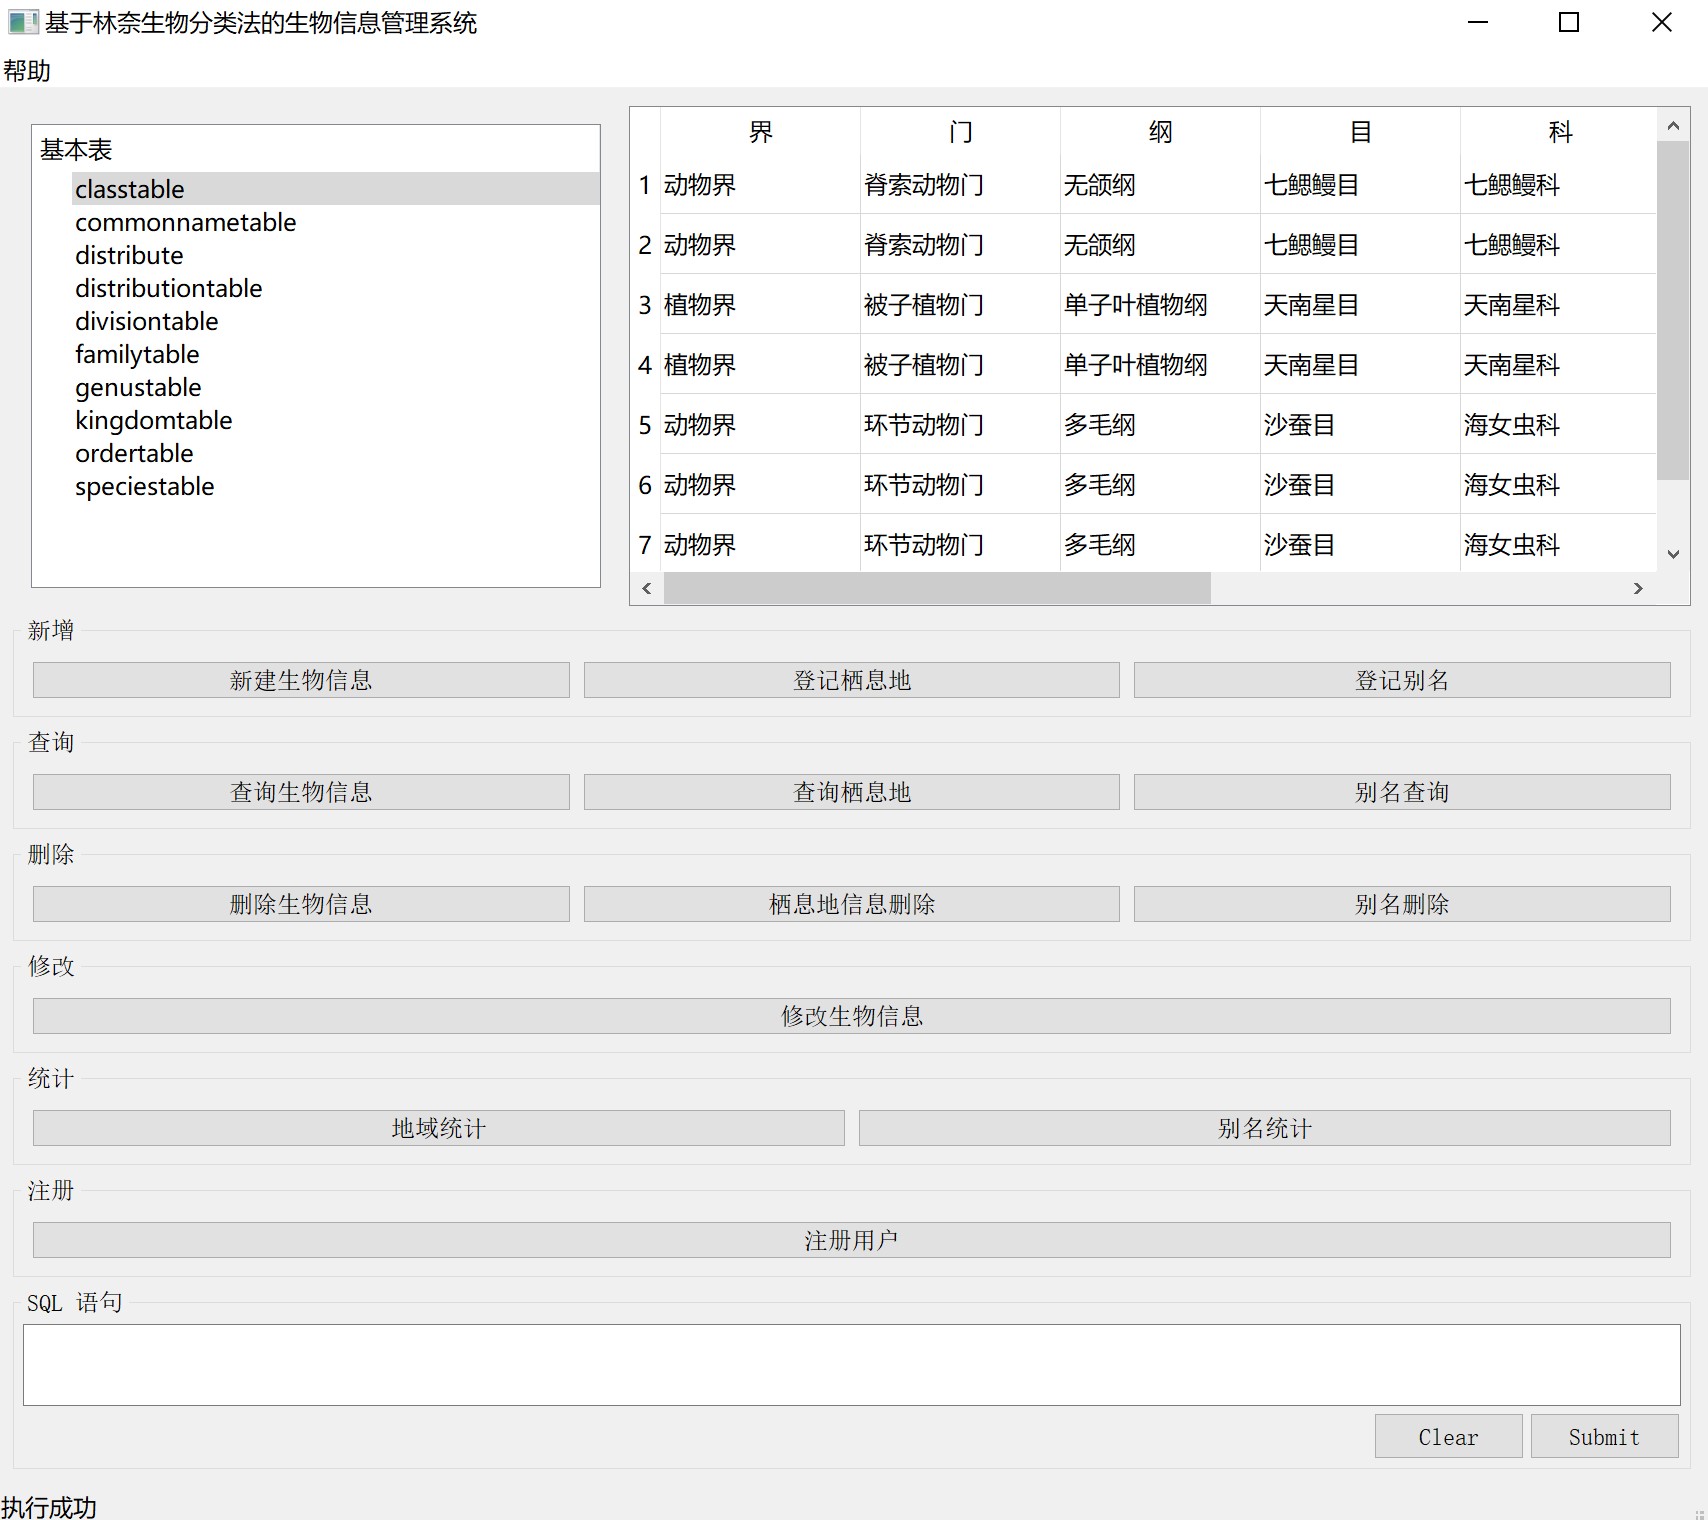 基于林奈生物分类法的生物信息管理系统
帮助
基本表
classtable
commonnametable
distribute
distributiontable
divisiontable
familytable
genustable
kingdomtable
ordertable
speciestable
界 门 纲 目 科
1 动物界 脊索动物门 无颌纲 七鳃鳗目 七鳃鳗科
2 动物界 脊索动物门 无颌纲 七鳃鳗目 七鳃鳗科
3 植物界 被子植物门 单子叶植物纲 天南星目 天南星科
4 植物界 被子植物门 单子叶植物纲 天南星目 天南星科
5 动物界 环节动物门 多毛纲 沙蚕目 海女虫科
6 动物界 环节动物门 多毛纲 沙蚕目 海女虫科
7 动物界 环节动物门 多毛纲 沙蚕目 海女虫科
新增
新建生物信息 登记栖息地 登记别名
查询
查询生物信息 查询栖息地 别名查询
删除
删除生物信息 栖息地信息删除 别名删除
修改
修改生物信息
统计
地域统计 别名统计
注册
注册用户
SQL 语句
Clear Submit
执行成功